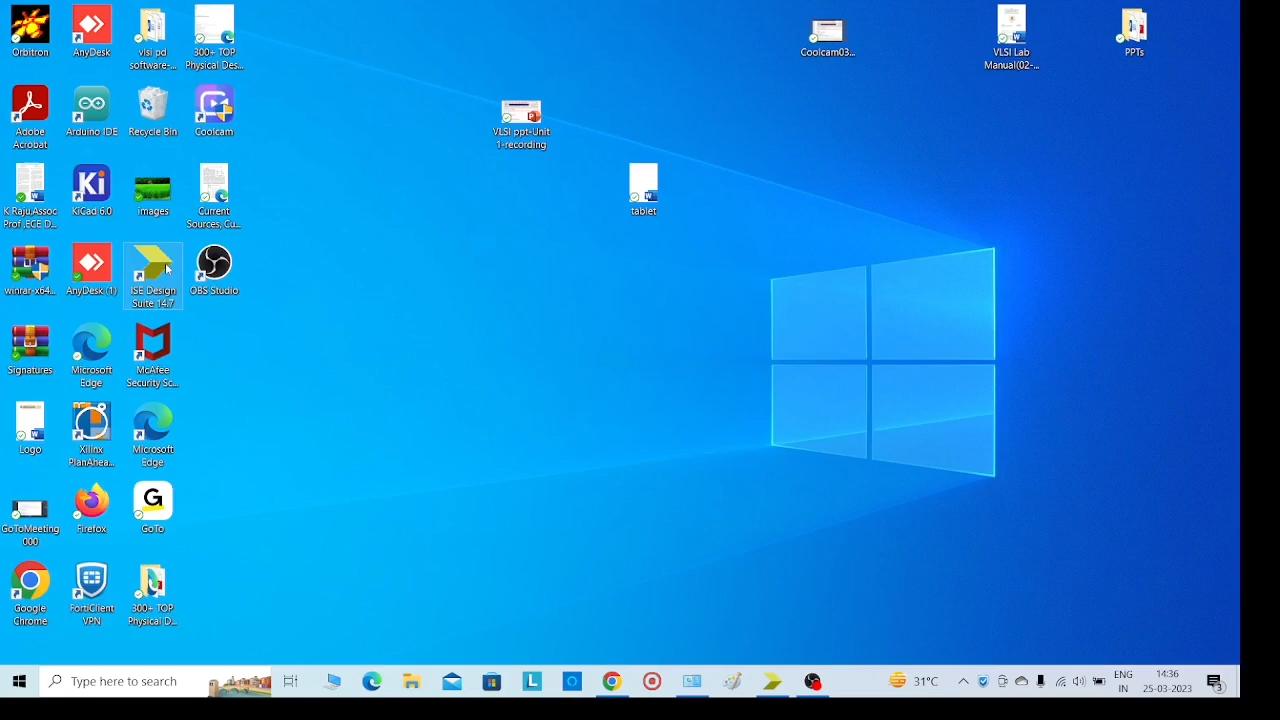 Orbitron
AnyDesk
vlsi pd
software-...
300+ TOP
Physical Des...
Coolcam03...
VLSI Lab
Manual(02-...
PPTs
Adobe
Acrobat
Arduino IDE
Recycle Bin
Coolcam
VLSI ppt-Unit
1-recording
K Raju,Assoc
Prof ,ECE D...
Ki
KiCad 6.0
images
Current
Sources, Cu...
tablet
winrar-x64...
AnyDesk (1)
ISE Design
Suite 14.7
OBS Studio
Signatures
Microsoft
Edge
McAfee
Security Sc...
Logo
Xilinx
PlanAhea...
Microsoft
Edge
GoToMeeting
000
Firefox
G
GoTo
Google
Chrome
FortiClient
VPN
300+ TOP
Physical D...
Type here to search
L
31°C
ENG
IN
14:36
25-03-2023
3